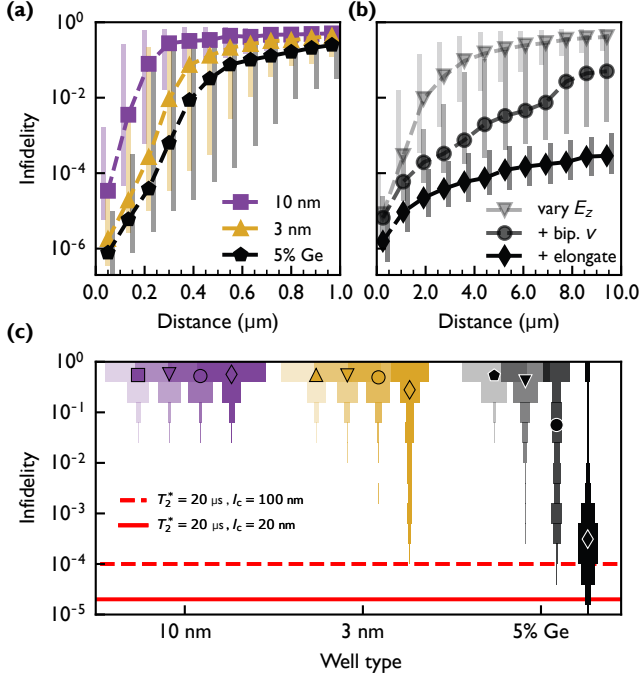 (a)
(b)
10⁰
10⁻²
10⁻⁴
10⁻⁶
Infidelity
10 nm
3 nm
5% Ge
vary E_z
+ bip. v
+ elongate
0.0 0.2 0.4 0.6 0.8 1.0
0.0 2.0 4.0 6.0 8.0 10.0
Distance (μm)
Distance (μm)
(c)
10⁰
10⁻¹
10⁻²
10⁻³
10⁻⁴
10⁻⁵
Infidelity
T₂* = 20 μs, l_c = 100 nm
T₂* = 20 μs, l_c = 20 nm
10 nm 3 nm 5% Ge
Well type